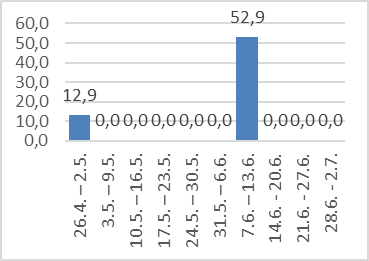 60,0
50,0
40,0
30,0
20,0
10,0
0,0
12,9
0,0
0,0
0,0
0,0
0,0
52,9
0,0
0,0
0,0
26.4. – 2.5.
3.5. – 9.5.
10.5. – 16.5.
17.5. – 23.5.
24.5. – 30.5.
31.5. – 6.6.
7.6. – 13.6.
14.6. - 20.6.
21.6. - 27.6.
28.6. - 2.7.